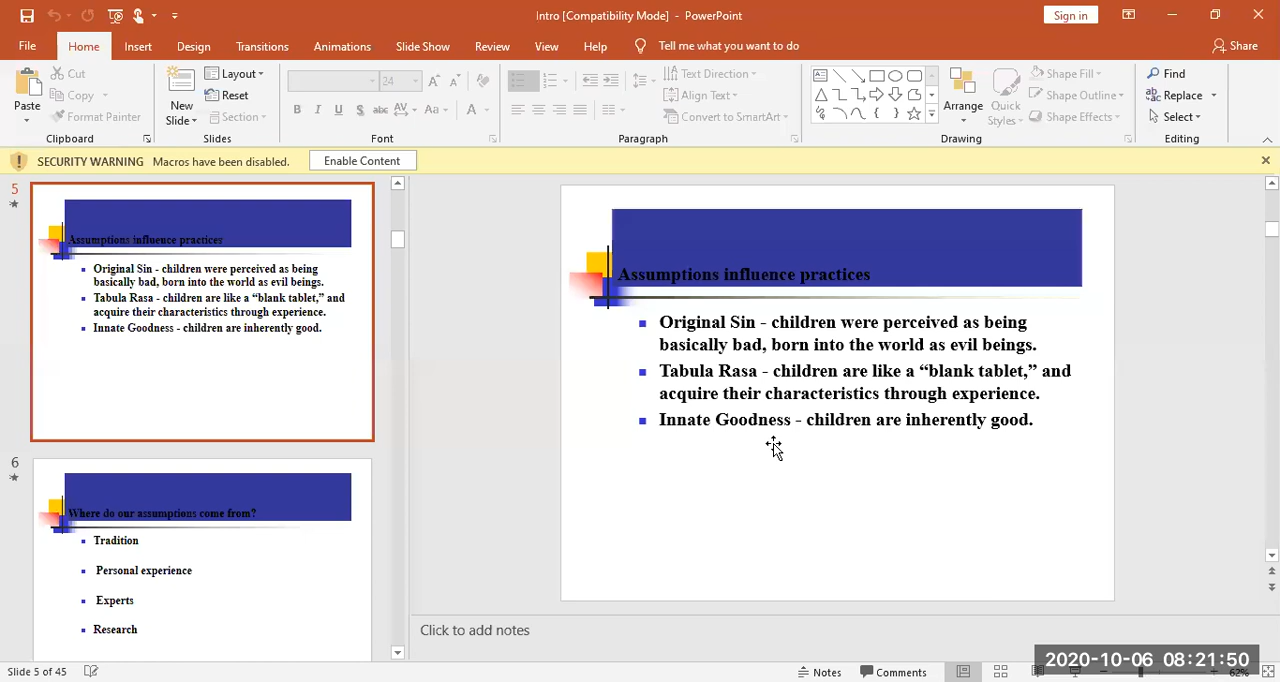 Intro [Compatibility Mode] - PowerPoint
Sign in
File Home Insert Design Transitions Animations Slide Show Review View Help Tell me what you want to do
Share
Paste
Cut
Copy
Format Painter
Clipboard
New Slide
Layout
Reset
Section
Slides
24
B I U S abc AV Aa A
Font
Text Direction
Align Text
Convert to SmartArt
Paragraph
Arrange
Quick Styles
Shape Fill
Shape Outline
Shape Effects
Drawing
Find
Replace
Select
Editing
SECURITY WARNING Macros have been disabled. Enable Content
5
Assumptions influence practices
Original Sin - children were perceived as being
basically bad, born into the world as evil beings.
Tabula Rasa - children are like a “blank tablet,” and
acquire their characteristics through experience.
Innate Goodness - children are inherently good.
6
Where do our assumptions come from?
Tradition
Personal experience
Experts
Research
Assumptions influence practices
Original Sin - children were perceived as being
basically bad, born into the world as evil beings.
Tabula Rasa - children are like a “blank tablet,” and
acquire their characteristics through experience.
Innate Goodness - children are inherently good.
Click to add notes
Slide 5 of 45
Notes
Comments
62%
2020-10-06 08:21:50